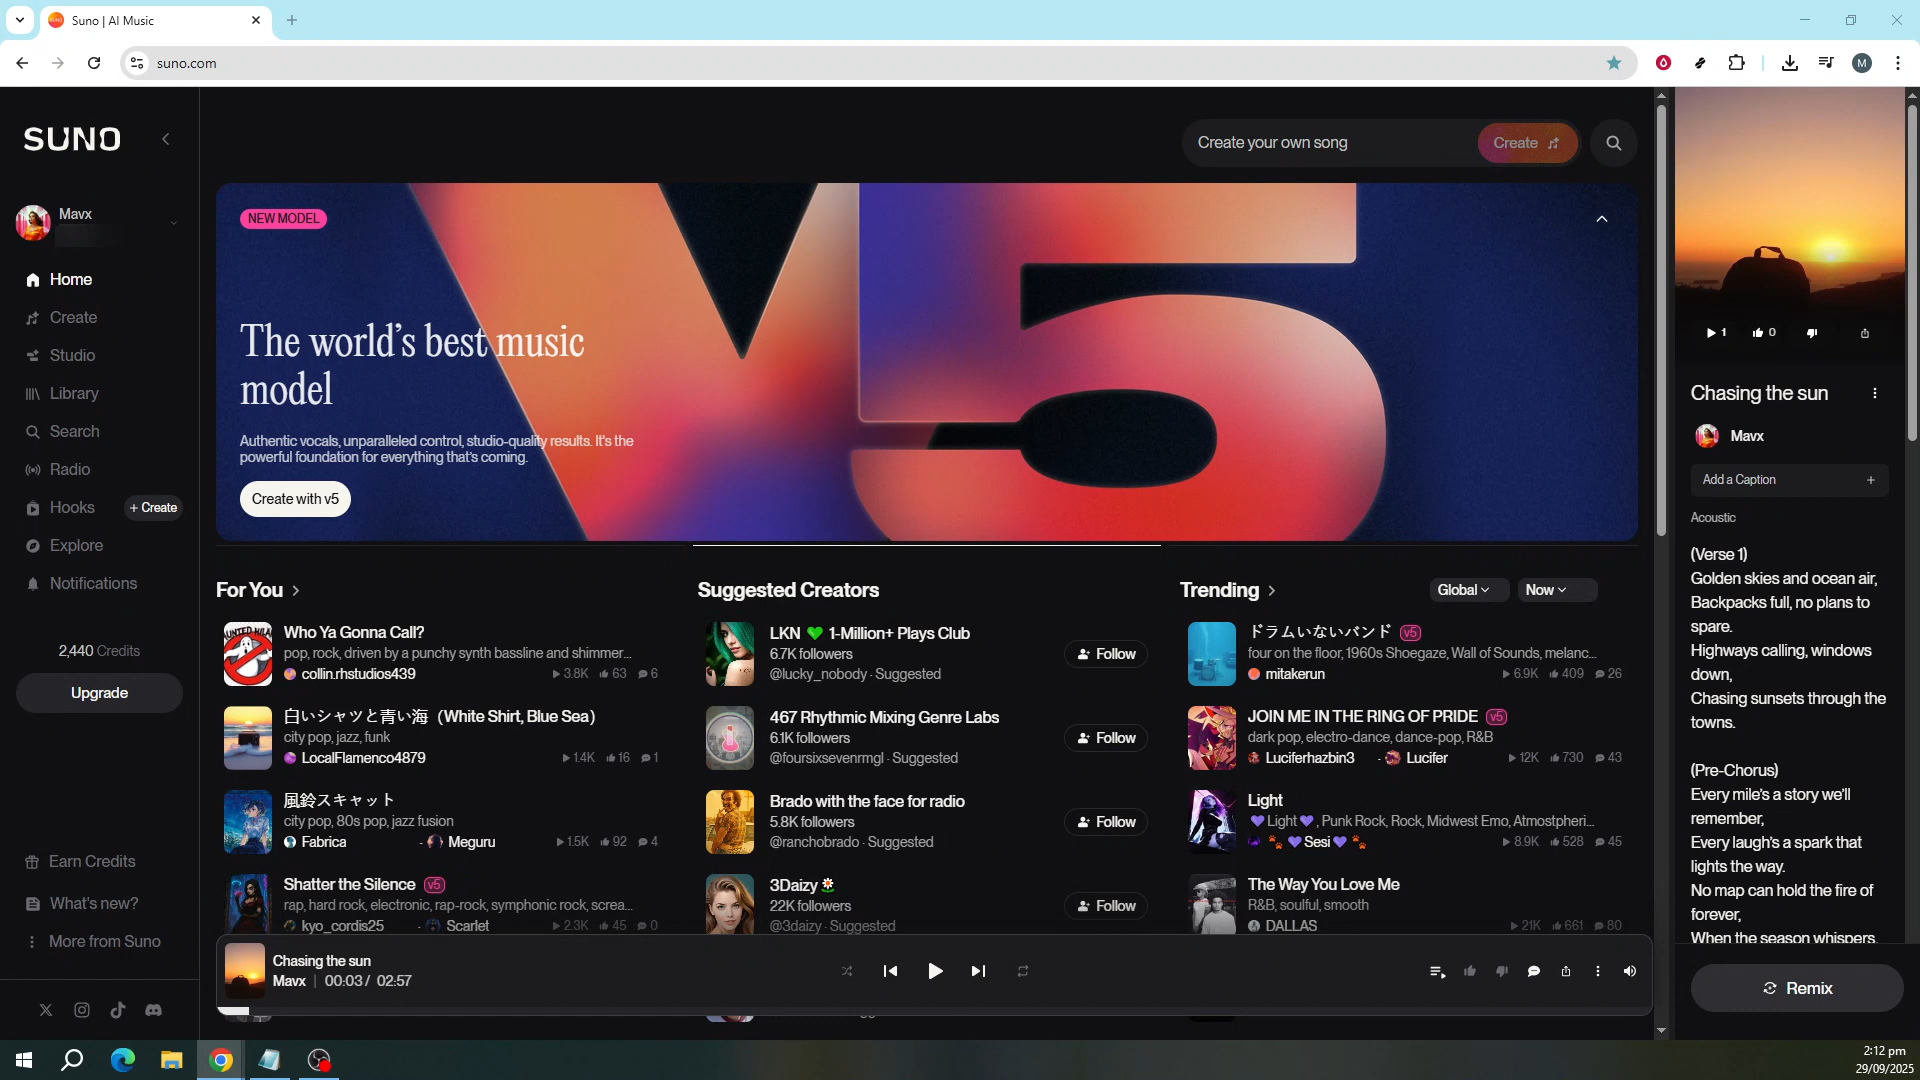 Suno | AI Music
suno.com
M
SUNO
Mavx
Home
Create
Studio
Library
Search
Radio
Hooks
+ Create
Explore
Notifications
2,440 Credits
Upgrade
Earn Credits
What's new?
More from Suno
Create your own song
Create
NEW MODEL
V5
The world's best music
model
Authentic vocals, unparalleled control, studio-quality results. It's the
powerful foundation for everything that's coming.
Create with v5
For You
Who Ya Gonna Call?
pop, rock, driven by a punchy synth bassline and shimmer...
collin.rhstudios439 3.8K 63 6
白いシャツと青い海（White Shirt, Blue Sea）
city pop, jazz, funk
LocalFlamenco4879 1.4K 16 1
風鈴スキャット
city pop, 80s pop, jazz fusion
Fabrica - Meguru 1.5K 92 4
Shatter the Silence v5
rap, hard rock, electronic, rap-rock, symphonic rock, screa...
kyo_cordis25 - Scarlet 2.3K 45 0
Suggested Creators
LKN 💚 1-Million+ Plays Club
6.7K followers
@lucky_nobody · Suggested
Follow
467 Rhythmic Mixing Genre Labs
6.1K followers
@foursixsevenrmgl · Suggested
Follow
Brado with the face for radio
5.8K followers
@ranchobrado · Suggested
Follow
3Daizy 🌼
22K followers
@3daizy · Suggested
Follow
Trending
Global
Now
ドラムいないバンド v5
four on the floor, 1960s Shoegaze, Wall of Sounds, melanc...
mitakerun 6.9K 409 26
JOIN ME IN THE RING OF PRIDE v5
dark pop, electro-dance, dance-pop, R&B
Luciferhazbin3 - Lucifer 12K 730 43
Light
💜Light💜, Punk Rock, Rock, Midwest Emo, Atmostpheri...
🐾💜Sesi💜🐾 8.9K 528 45
The Way You Love Me
R&B, soulful, smooth
DALLAS 21K 661 80
Chasing the sun
Mavx | 00:03 / 02:57
1 0
Chasing the sun
Mavx
Add a Caption +
Acoustic
(Verse 1)
Golden skies and ocean air,
Backpacks full, no plans to
spare.
Highways calling, windows
down,
Chasing sunsets through the
towns.
(Pre-Chorus)
Every mile's a story we'll
remember,
Every laugh's a spark that
lights the way.
No map can hold the fire of
forever,
When the season whispers,
Remix
2:12 pm
29/09/2025